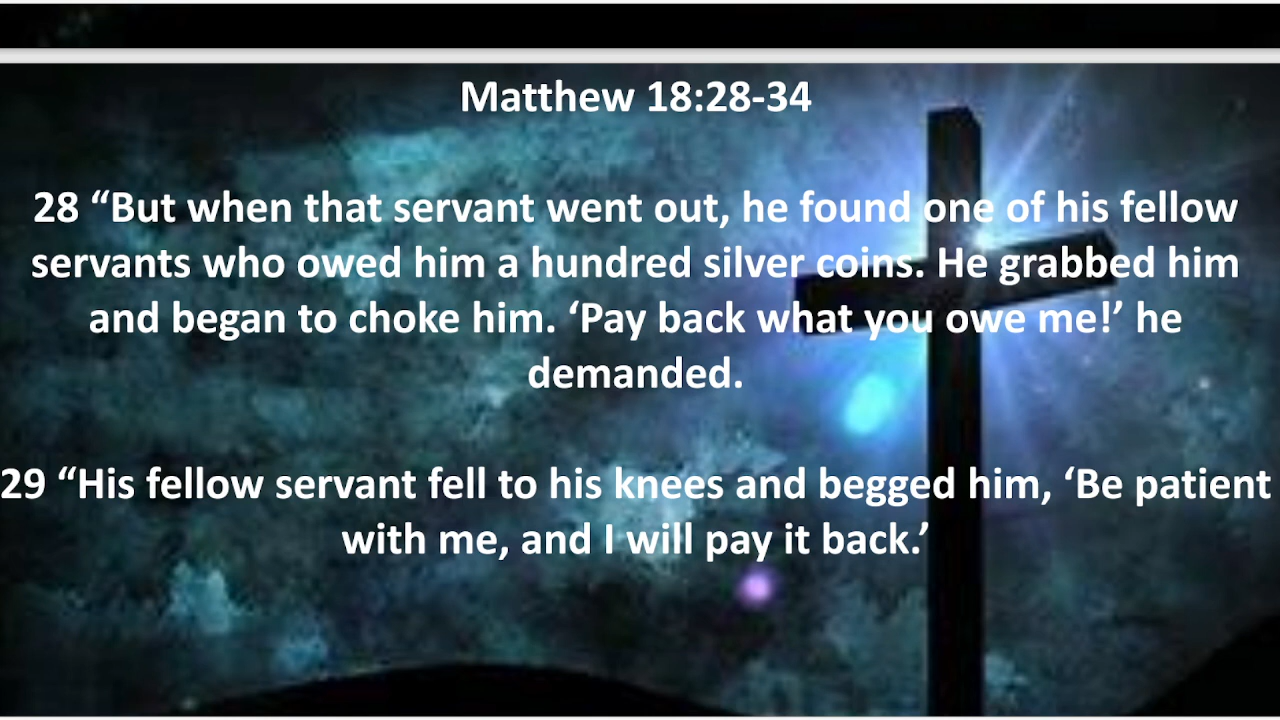 Matthew 18:28-34
28 “But when that servant went out, he found one of his fellow
servants who owed him a hundred silver coins. He grabbed him
and began to choke him. ‘Pay back what you owe me!’ he
demanded.
29 “His fellow servant fell to his knees and begged him, ‘Be patient
with me, and I will pay it back.’